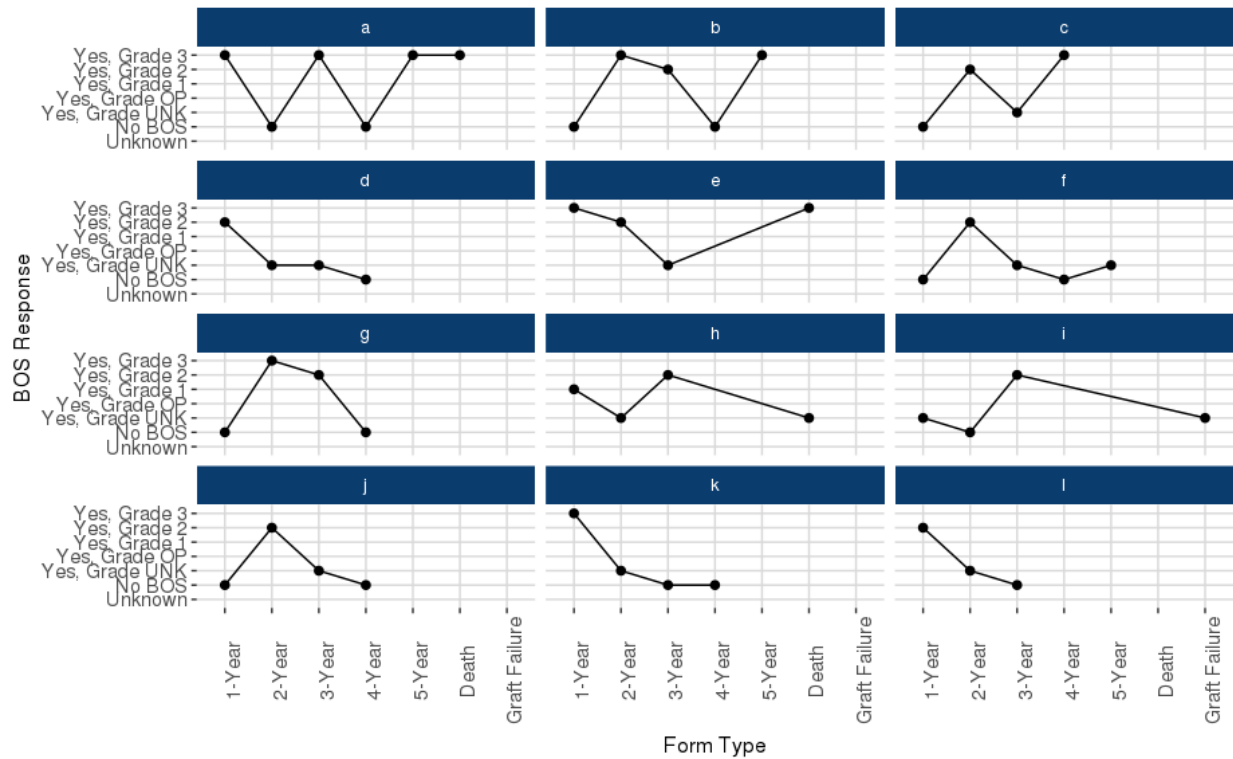 a
b
c
Yes, Grade 3
Yes, Grade 2
Yes, Grade 1
Yes, Grade OP
Yes, Grade UNK
No BOS
Unknown
d
e
f
Yes, Grade 3
Yes, Grade 2
Yes, Grade 1
Yes, Grade OP
Yes, Grade UNK
No BOS
Unknown
BOS Response
g
h
i
Yes, Grade 3
Yes, Grade 2
Yes, Grade 1
Yes, Grade OP
Yes, Grade UNK
No BOS
Unknown
j
k
l
Yes, Grade 3
Yes, Grade 2
Yes, Grade 1
Yes, Grade OP
Yes, Grade UNK
No BOS
Unknown
1-Year
2-Year
3-Year
4-Year
5-Year
Death
Graft Failure
1-Year
2-Year
3-Year
4-Year
5-Year
Death
Graft Failure
1-Year
2-Year
3-Year
4-Year
5-Year
Death
Graft Failure
Form Type